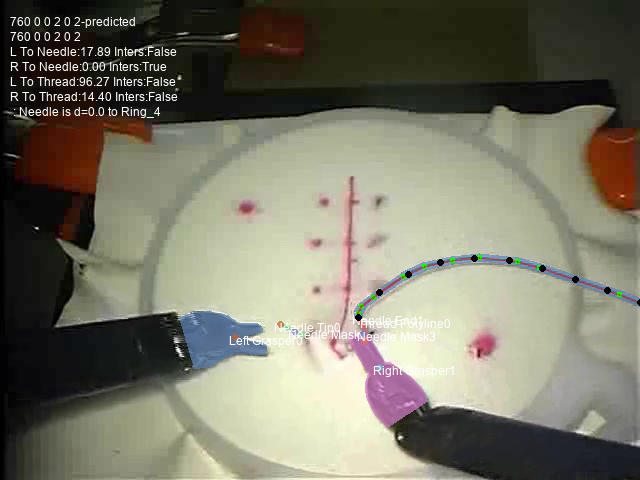 760 0 0 2 0 2-predicted
760 0 0 2 0 2
L To Needle:17.89 Inters:False
R To Needle:0.00 Inters:True
L To Thread:96.27 Inters:False
R To Thread:14.40 Inters:False
Needle is d=0.0 to Ring_4
Needle End1
Thread Polyline0
Needle Tip0
Needle Mask
Needle Mask3
Left Grasper0
Right Grasper1